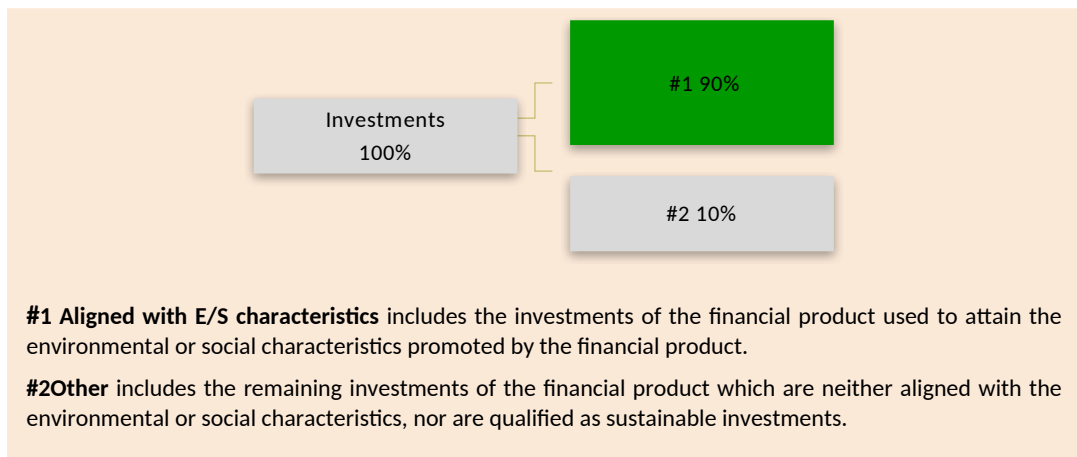 #1 90%
Investments
100%
#2 10%
#1 Aligned with E/S characteristics includes the investments of the financial product used to attain the
environmental or social characteristics promoted by the financial product.
#2Other includes the remaining investments of the financial product which are neither aligned with the
environmental or social characteristics, nor are qualified as sustainable investments.